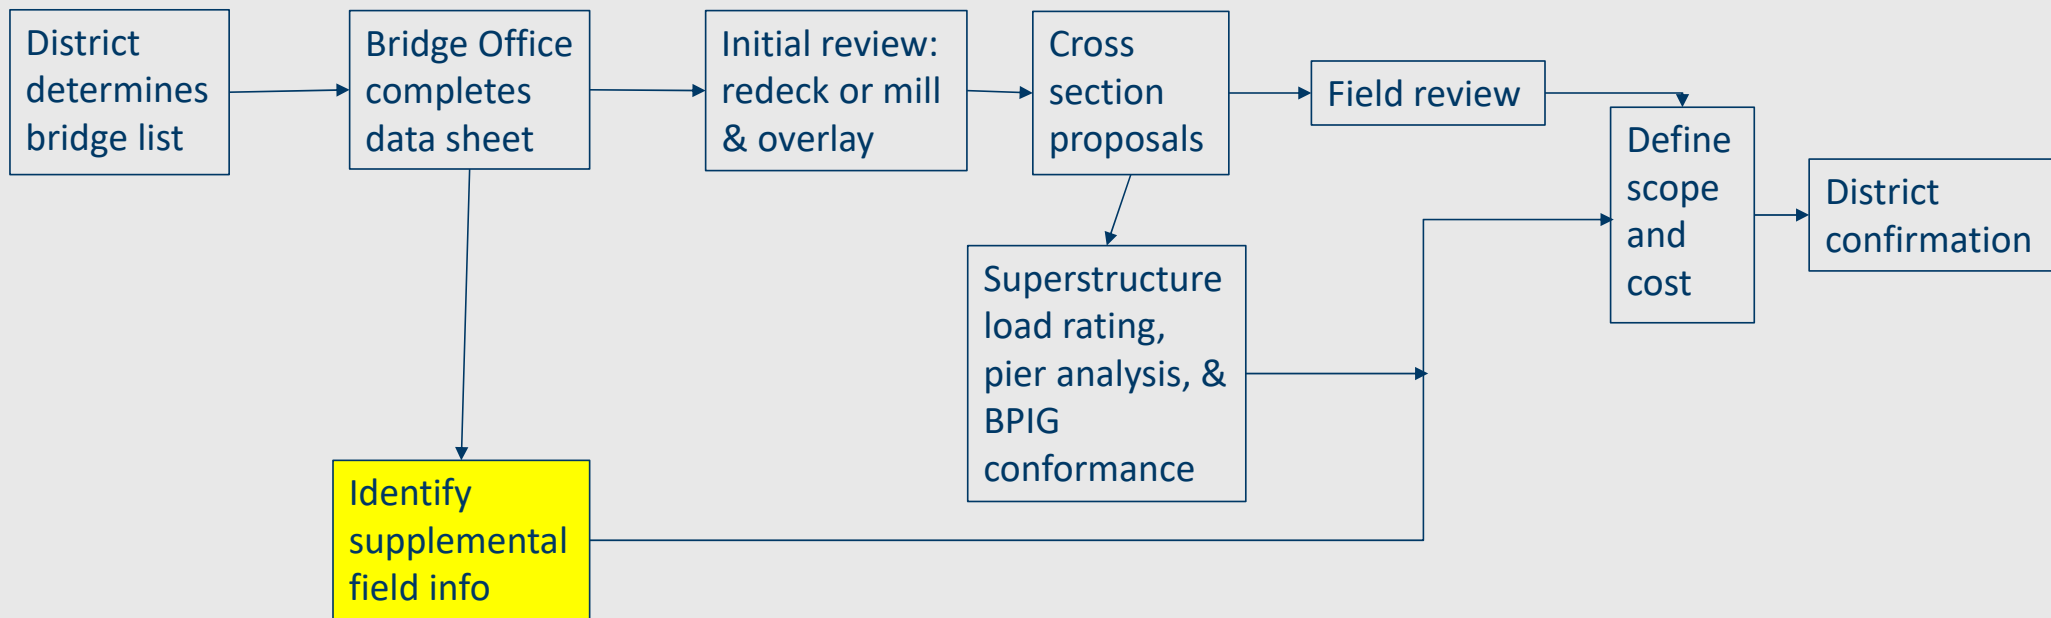 District
determines
bridge list
Bridge Office
completes
data sheet
Initial review:
redeck or mill
& overlay
Cross
section
proposals
Field review
Define
scope
and
cost
District
confirmation
Superstructure
load rating,
pier analysis, &
BPIG
conformance
Identify
supplemental
field info